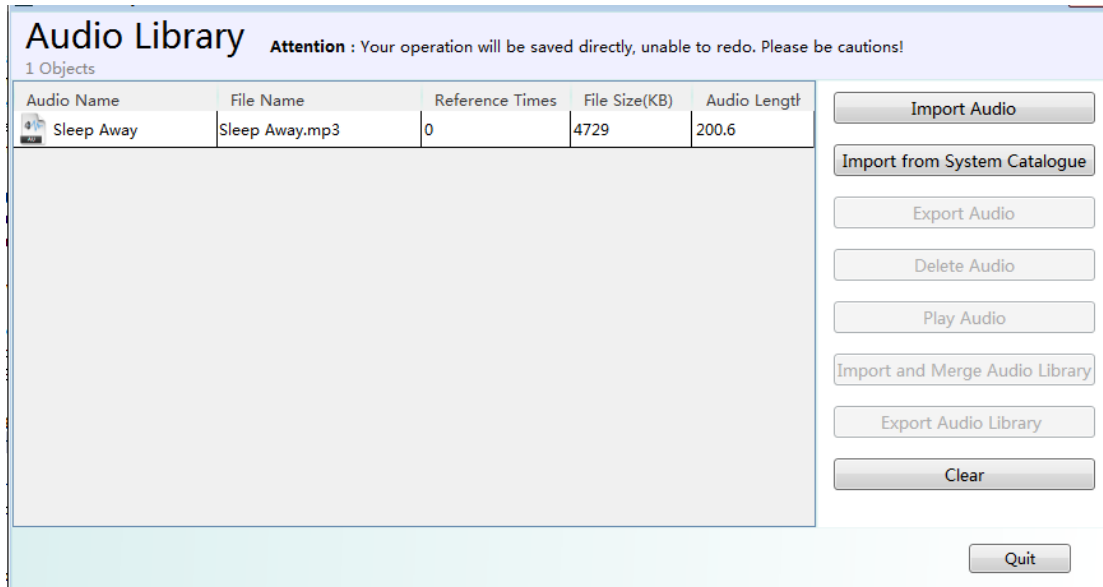 Audio Library
Attention : Your operation will be saved directly, unable to redo. Please be cautions!
1 Objects
Audio Name File Name Reference Times File Size(KB) Audio Length
Sleep Away Sleep Away.mp3 0 4729 200.6
Import Audio
Import from System Catalogue
Export Audio
Delete Audio
Play Audio
Import and Merge Audio Library
Export Audio Library
Clear
Quit